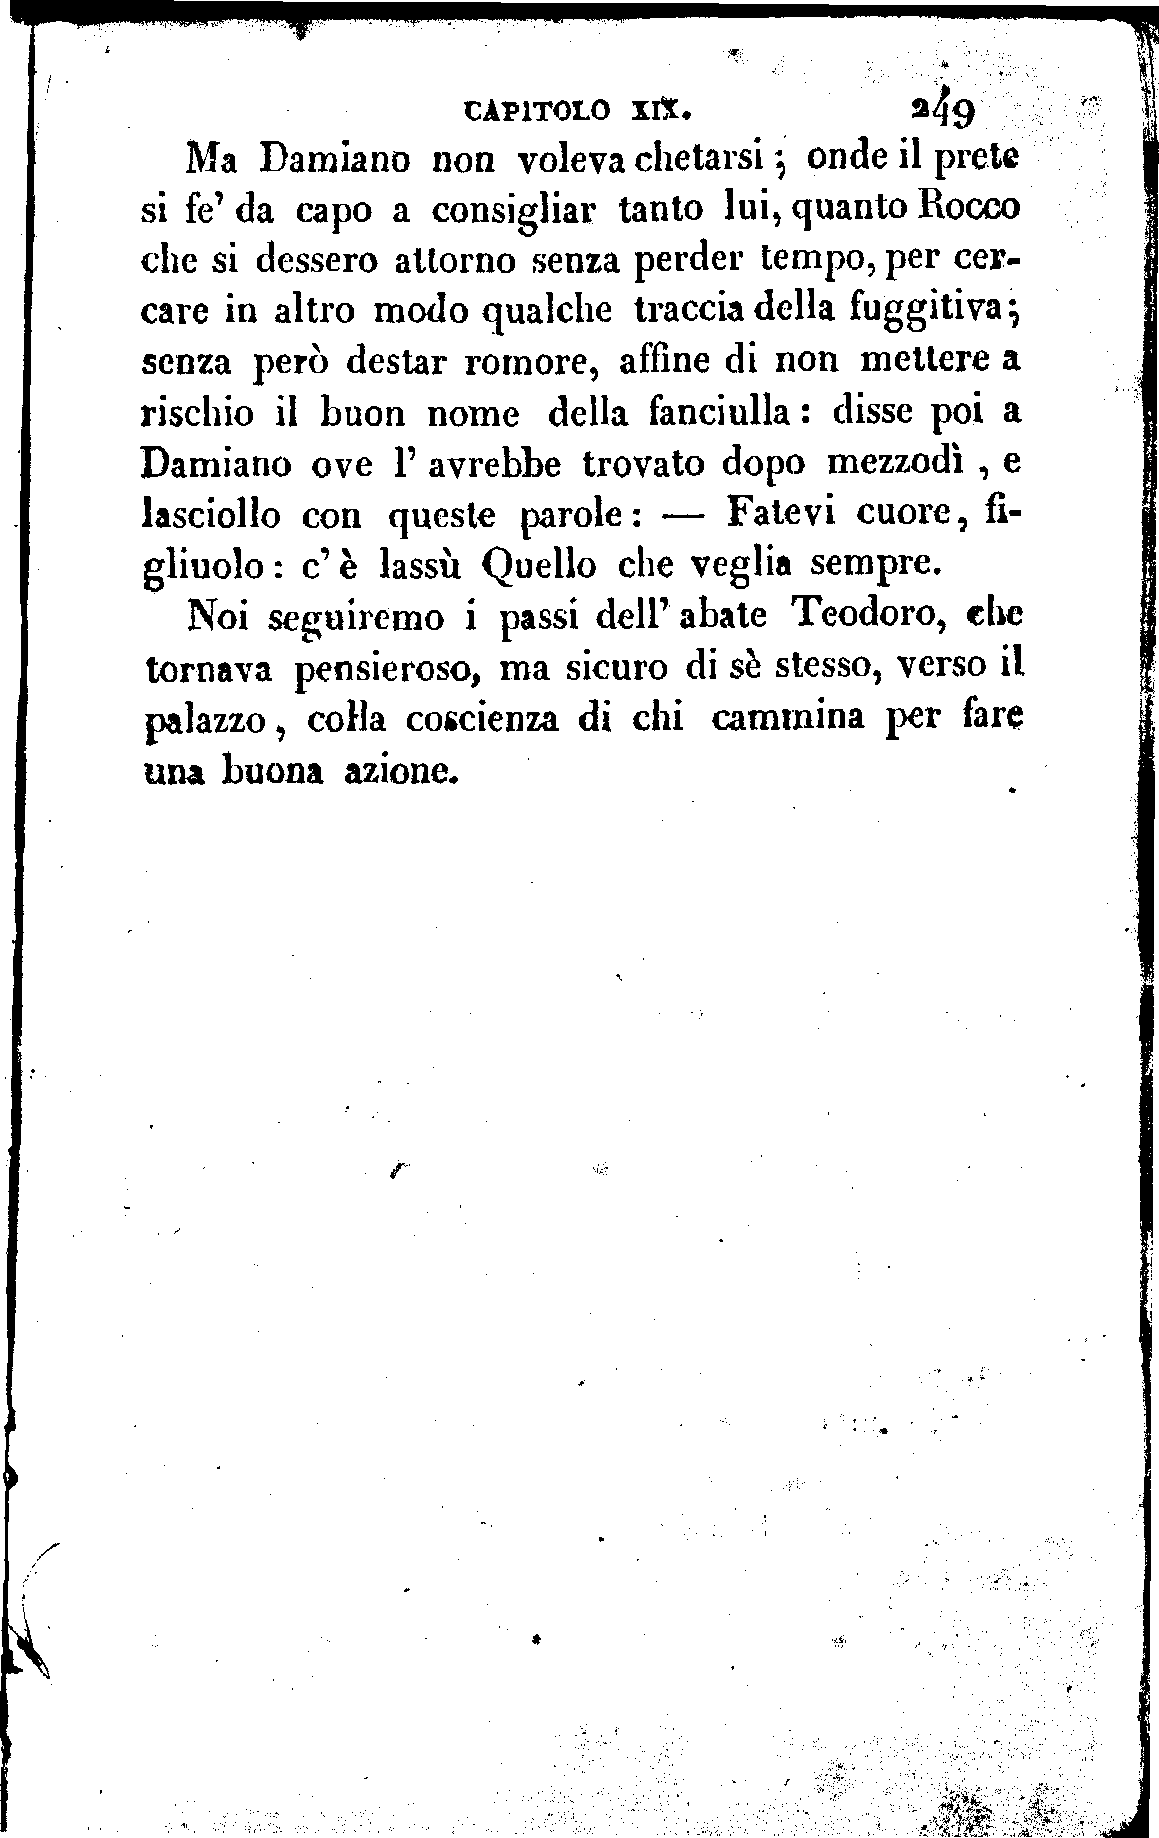 CAPITOLO XIX. 249
Ma Damiano non voleva chetarsi ; onde il prete
si fe' da capo a consigliar tanto lui, quanto Rocco
che si dessero attorno senza perder tempo, per cer-
care in altro modo qualche traccia della fuggitiva ;
senza però destar romore, affine di non mettere a
rischio il buon nome della fanciulla : disse poi a
Damiano ove l' avrebbe trovato dopo mezzodì , e
lasciollo con queste parole : — Fatevi cuore, fi-
gliuolo : c' è lassù Quello che veglia sempre.
Noi seguiremo i passi dell' abate Teodoro, che
tornava pensieroso, ma sicuro di sè stesso, verso il
palazzo , colla coscienza di chi cammina per fare
una buona azione.